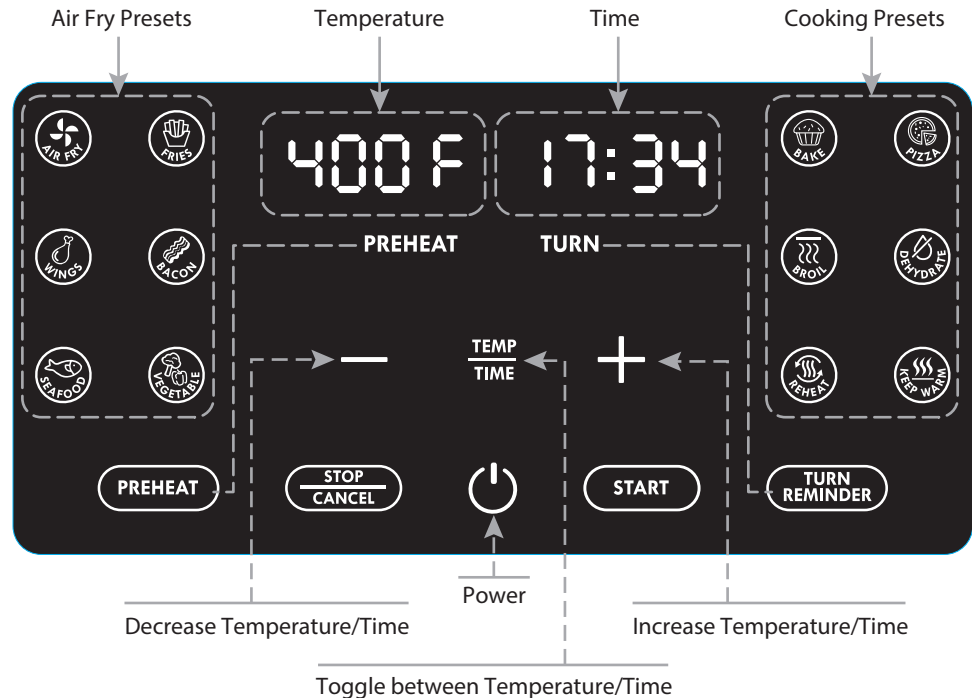 Air Fry Presets
Temperature
Time
Cooking Presets
AIR FRY
FRIES
400F
17:34
BAKE
PIZZA
PREHEAT
TURN
WINGS
BACON
BROIL
DEHYDRATE
TEMP
TIME
SEAFOOD
VEGETABLE
REHEAT
KEEP WARM
PREHEAT
STOP
CANCEL
START
TURN
REMINDER
Power
Decrease Temperature/Time
Increase Temperature/Time
Toggle between Temperature/Time